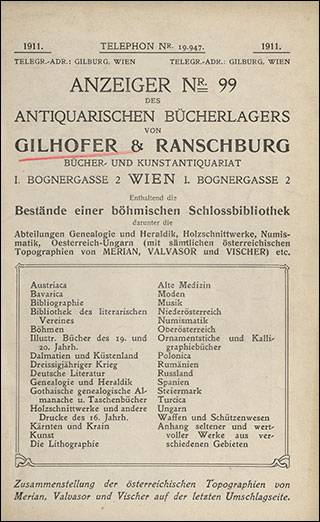 1911. TELEPHON NR. 19.947. 1911.
TELEGR.-ADR.: GILBURG, WIEN TELEGR.-ADR.: GILBURG, WIEN
ANZEIGER NR. 99
DES
ANTIQUARISCHEN BÜCHERLAGERS
VON
GILHOFER & RANSCHBURG
BÜCHER- UND KUNSTANTIQUARIAT
I. BOGNERGASSE 2 WIEN I. BOGNERGASSE 2
Enthaltend die
Bestände einer böhmischen Schlossbibliothek
darunter die
Abteilungen Genealogie und Heraldik, Holzschnittwerke, Numis-
matik, Oesterreich-Ungarn (mit sämtlichen österreichischen
Topographien von MERIAN, VALVASOR und VISCHER) etc.
Austriaca
Bavarica
Bibliographie
Bibliothek des literarischen
Vereines
Böhmen
Illustr. Bücher des 19. und
20. Jahrh.
Dalmatien und Küstenland
Dreissigjähriger Krieg
Deutsche Literatur
Genealogie und Heraldik
Gothaische genealogische Al-
manache u. Taschenbücher
Holzschnittwerke und andere
Drucke des 16. Jahrh.
Kärnten und Krain
Kunst
Die Lithographie
Alte Medizin
Moden
Musik
Niederösterreich
Numismatik
Oberösterreich
Ornamentstiche und Kalli-
graphiebücher
Polonica
Rumänien
Russland
Spanien
Steiermark
Turcica
Ungarn
Waffen und Schützenwesen
Anhang seltener und wert-
voller Werke aus ver-
schiedenen Gebieten
Zusammenstellung der österreichischen Topographien von
Merian, Valvasor und Vischer auf der letzten Umschlagseite.